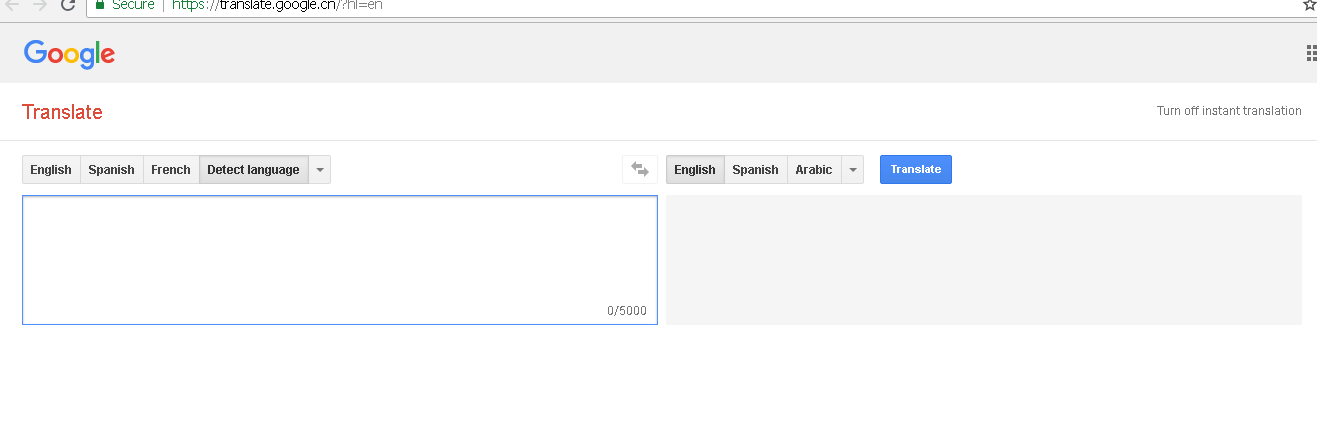 Secure | https://translate.google.cn/?hl=en
Google
Translate
Turn off instant translation
English Spanish French Detect language
English Spanish Arabic Translate
0/5000